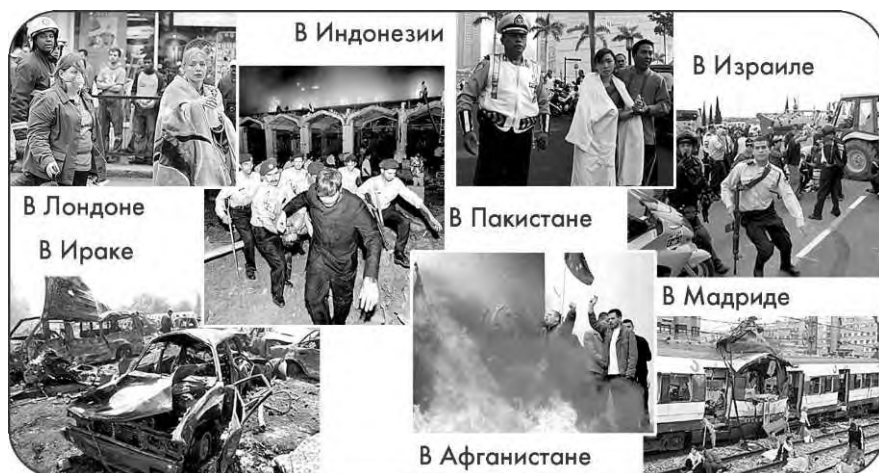 В Индонезии
В Израиле
В Лондоне
В Пакистане
В Ираке
В Мадриде
В Афганистане